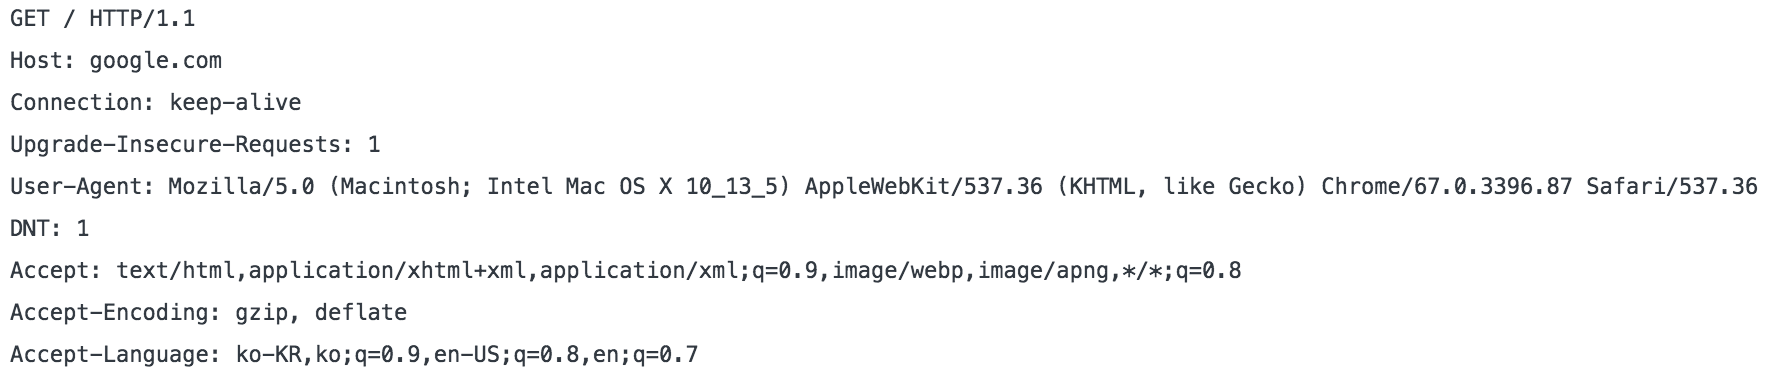 GET / HTTP/1.1
Host: google.com
Connection: keep-alive
Upgrade-Insecure-Requests: 1
User-Agent: Mozilla/5.0 (Macintosh; Intel Mac OS X 10_13_5) AppleWebKit/537.36 (KHTML, like Gecko) Chrome/67.0.3396.87 Safari/537.36
DNT: 1
Accept: text/html,application/xhtml+xml,application/xml;q=0.9,image/webp,image/apng,*/*;q=0.8
Accept-Encoding: gzip, deflate
Accept-Language: ko-KR,ko;q=0.9,en-US;q=0.8,en;q=0.7